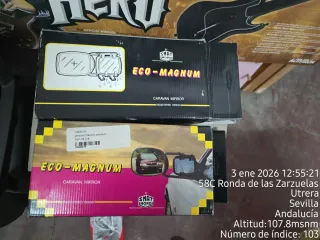 HERO
ECO-MAGNUM
CARAVAN MIRROR
ECO-MAGNUM
CARAVAN MIRROR
3 ene 2026 12:55:21
58C Ronda de las Zarzuelas
Utrera
Sevilla
Andalucía
Altitud:107.8msnm
Número de índice: 103